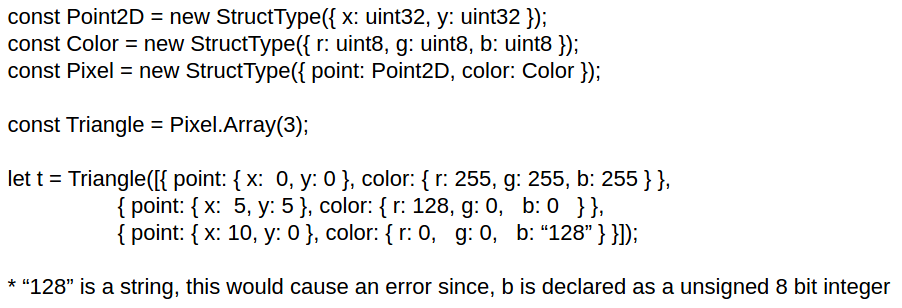 const Point2D = new StructType({ x: uint32, y: uint32 });
const Color = new StructType({ r: uint8, g: uint8, b: uint8 });
const Pixel = new StructType({ point: Point2D, color: Color });

const Triangle = Pixel.Array(3);

let t = Triangle([{ point: { x:  0, y: 0 }, color: { r: 255, g: 255, b: 255 } },
{ point: { x:  5, y: 5 }, color: { r: 128, g: 0,   b: 0   } },
{ point: { x: 10, y: 0 }, color: { r: 0,   g: 0,   b: “128” } }]);

* “128” is a string, this would cause an error since, b is declared as a unsigned 8 bit integer